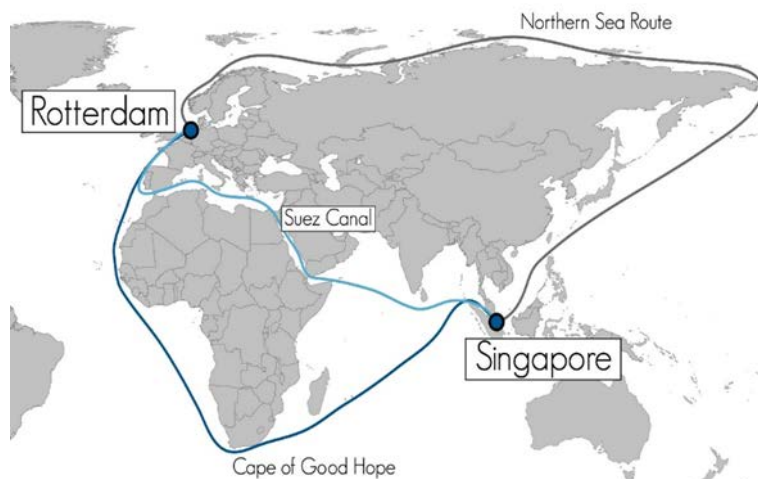 Northern Sea Route
Rotterdam
Suez Canal
Singapore
Cape of Good Hope